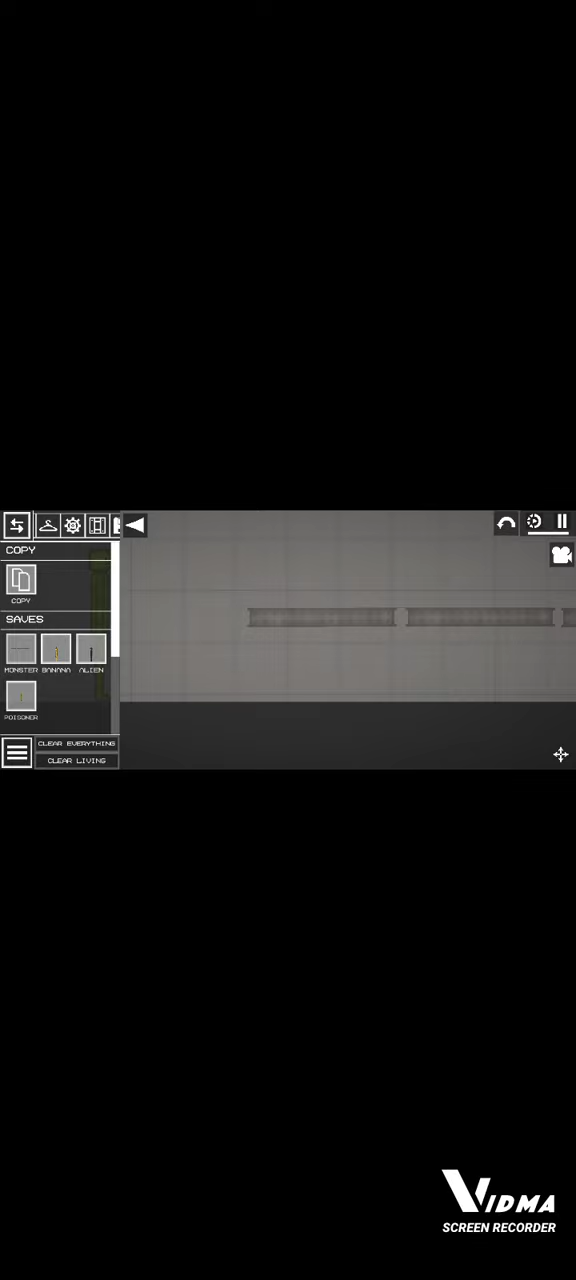 COPY
COPY
SAVES
MONSTER BANANA ALIEN
POISONER
CLEAR EVERYTHING
CLEAR LIVING
VIDMA
SCREEN RECORDER